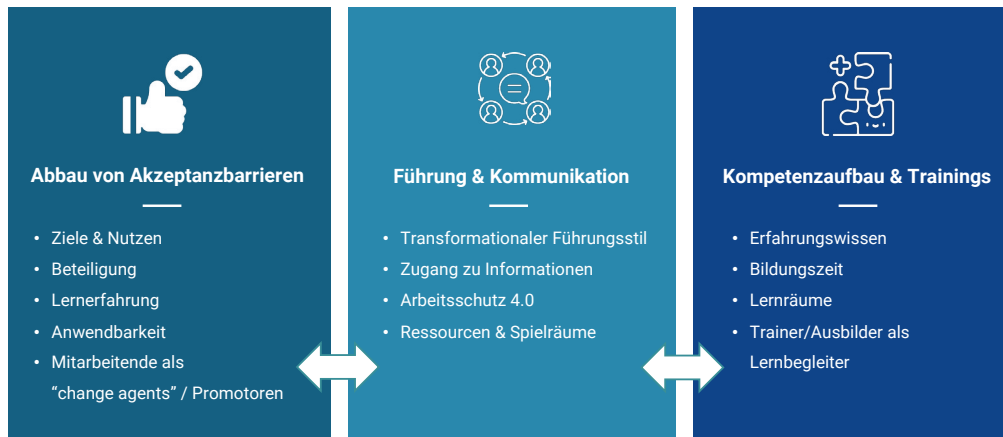 Abbau von Akzeptanzbarrieren
• Ziele & Nutzen
• Beteiligung
• Lernerfahrung
• Anwendbarkeit
• Mitarbeitende als
“change agents” / Promotoren
Führung & Kommunikation
• Transformationaler Führungsstil
• Zugang zu Informationen
• Arbeitsschutz 4.0
• Ressourcen & Spielräume
Kompetenzaufbau & Trainings
• Erfahrungswissen
• Bildungszeit
• Lernräume
• Trainer/Ausbilder als
Lernbegleiter